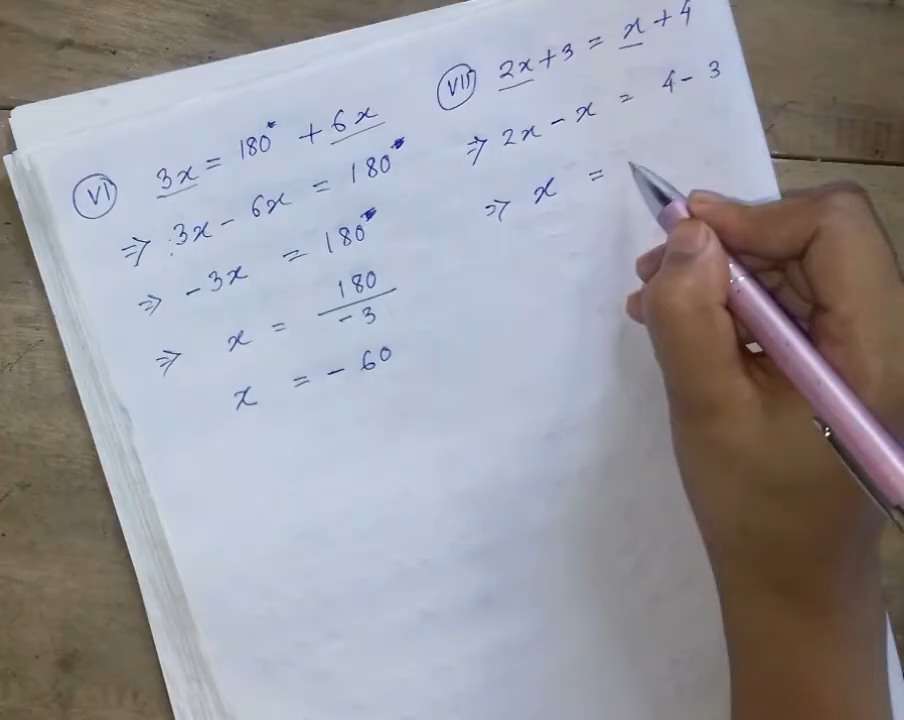 (VI) 3x = 180° + 6x
⇒ 3x - 6x = 180°
⇒ -3x = 180°
⇒ x = 180/-3
x = -60
(VII) 2x + 3 = x + 4
⇒ 2x - x = 4 - 3
⇒ x =